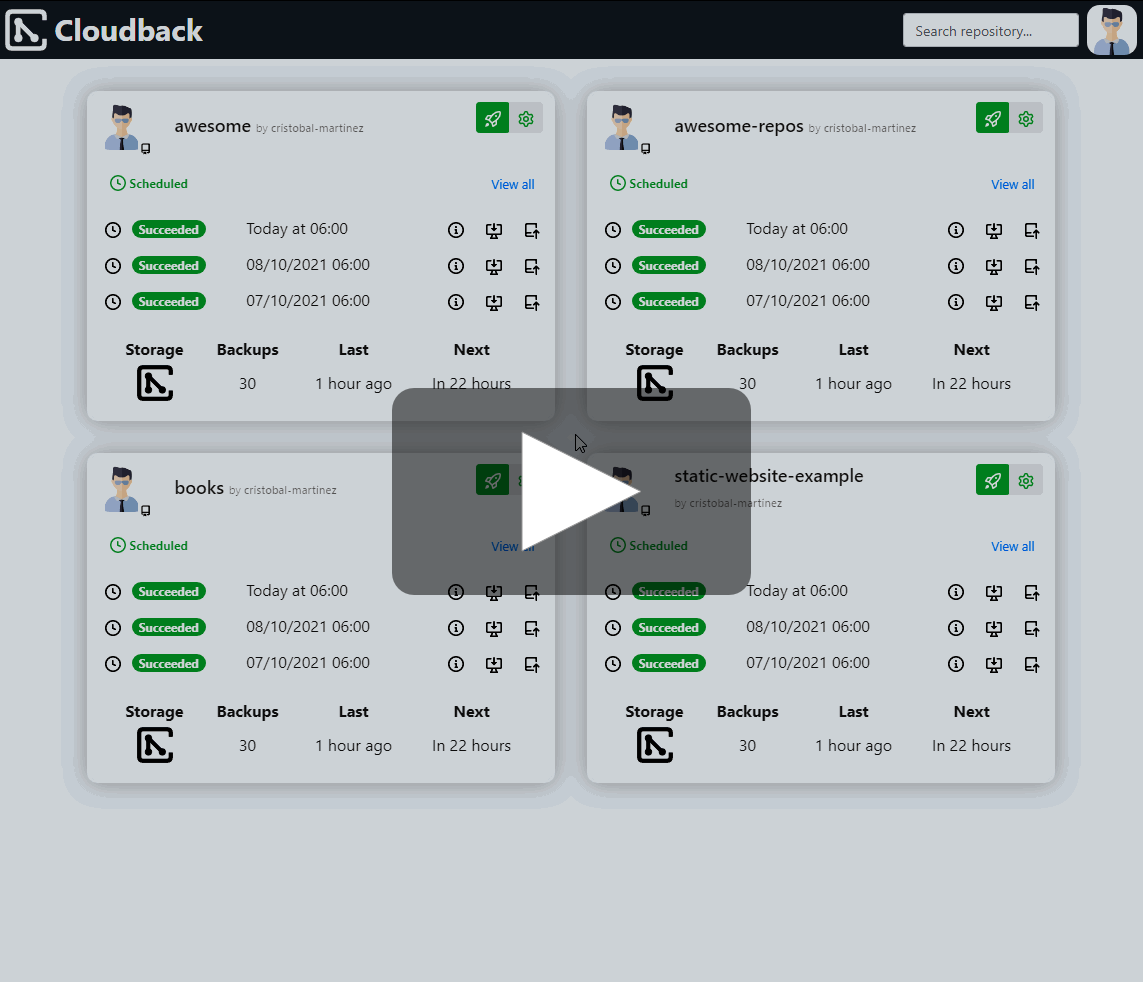 Cloudback
Search repository...
awesome by cristobal-martinez
Scheduled View all
Succeeded Today at 06:00
Succeeded 08/10/2021 06:00
Succeeded 07/10/2021 06:00
Storage Backups Last Next
30 1 hour ago In 22 hours
awesome-repos by cristobal-martinez
Scheduled View all
Succeeded Today at 06:00
Succeeded 08/10/2021 06:00
Succeeded 07/10/2021 06:00
Storage Backups Last Next
30 1 hour ago In 22 hours
books by cristobal-martinez
Scheduled View all
Succeeded Today at 06:00
Succeeded 08/10/2021 06:00
Succeeded 07/10/2021 06:00
Storage Backups Last Next
30 1 hour ago In 22 hours
static-website-example
by cristobal-martinez
Scheduled View all
Succeeded Today at 06:00
Succeeded 08/10/2021 06:00
Succeeded 07/10/2021 06:00
Storage Backups Last Next
30 1 hour ago In 22 hours